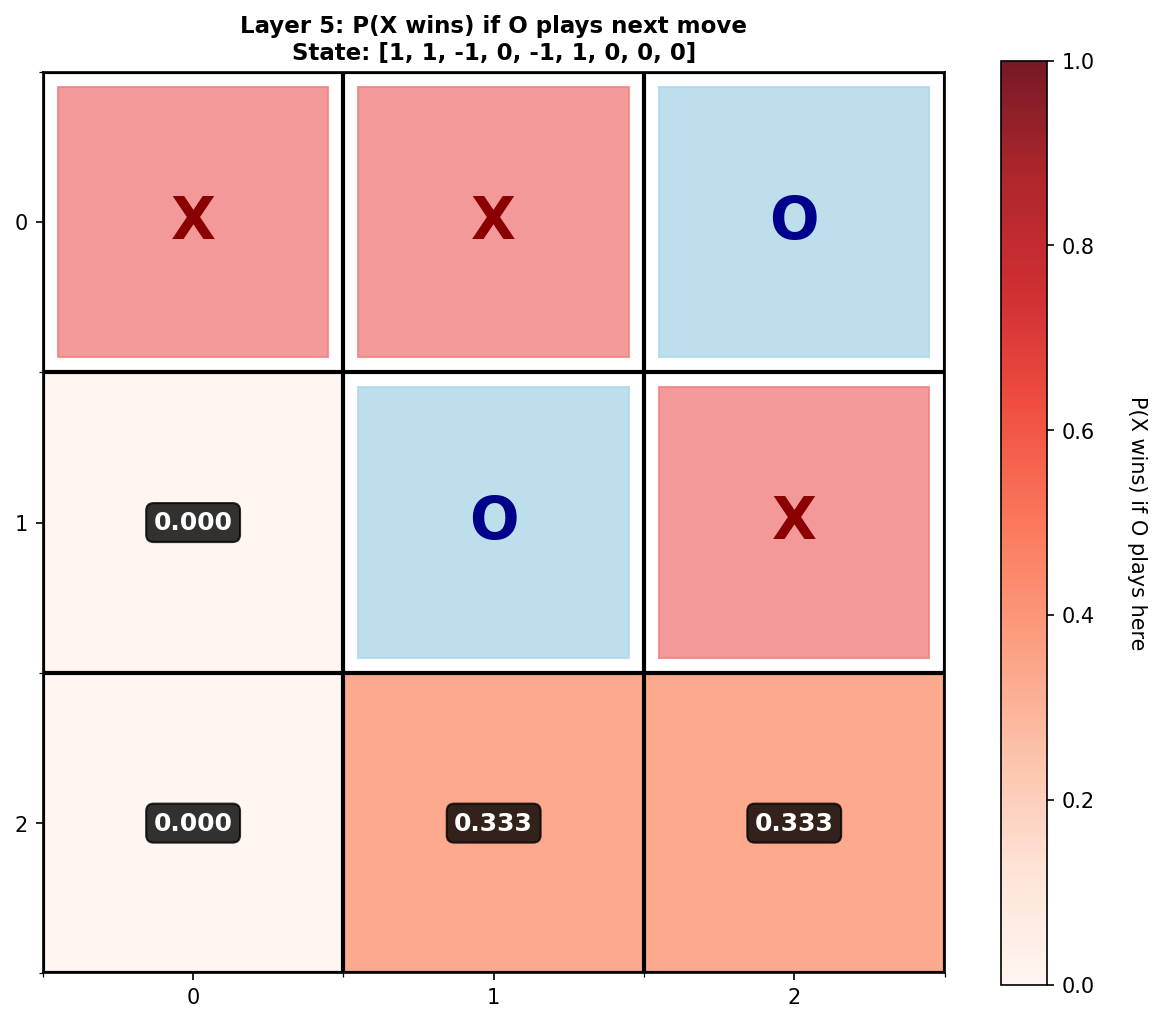 Layer 5: P(X wins) if O plays next move
State: [1, 1, -1, 0, -1, 1, 0, 0, 0]
0
X
X
O
1
0.000
O
X
2
0.000
0.333
0.333
0
1
2
1.0
0.8
0.6
0.4
0.2
0.0
P(X wins) if O plays here